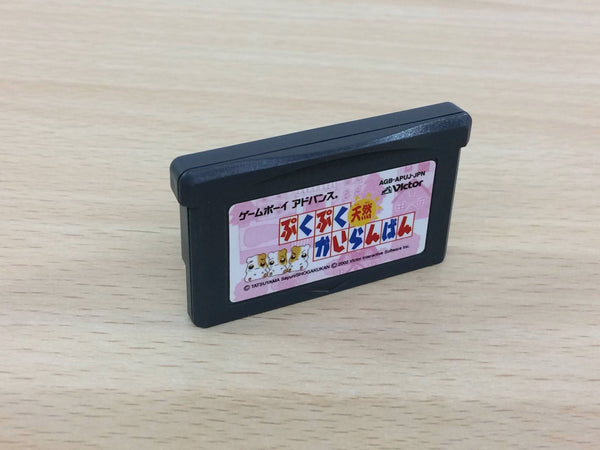 ゲームボーイ アドバンス®
AGB-APUJ-JPN
Victor
ぷくぷく天然
かいらんばん
© TATSUYAMA Sayuri/SHOGAKUKAN © 2002 Victor Interactive Software Inc.